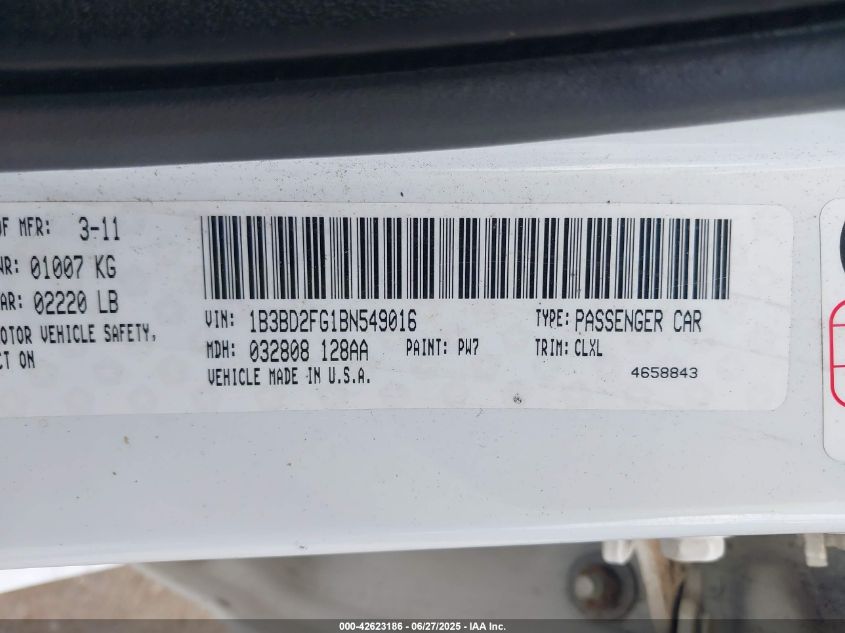 OF MFR: 3-11
WR: 01007 KG
AR: 02220 LB
OTOR VEHICLE SAFETY,
CT ON
VIN: 1B3BD2FG1BN549016
TYPE: PASSENGER CAR
MDH: 032808 128AA
PAINT: PW7
TRIM: CLXL
VEHICLE MADE IN U.S.A.
4658843
000-42623186 - 06/27/2025 - IAA Inc.